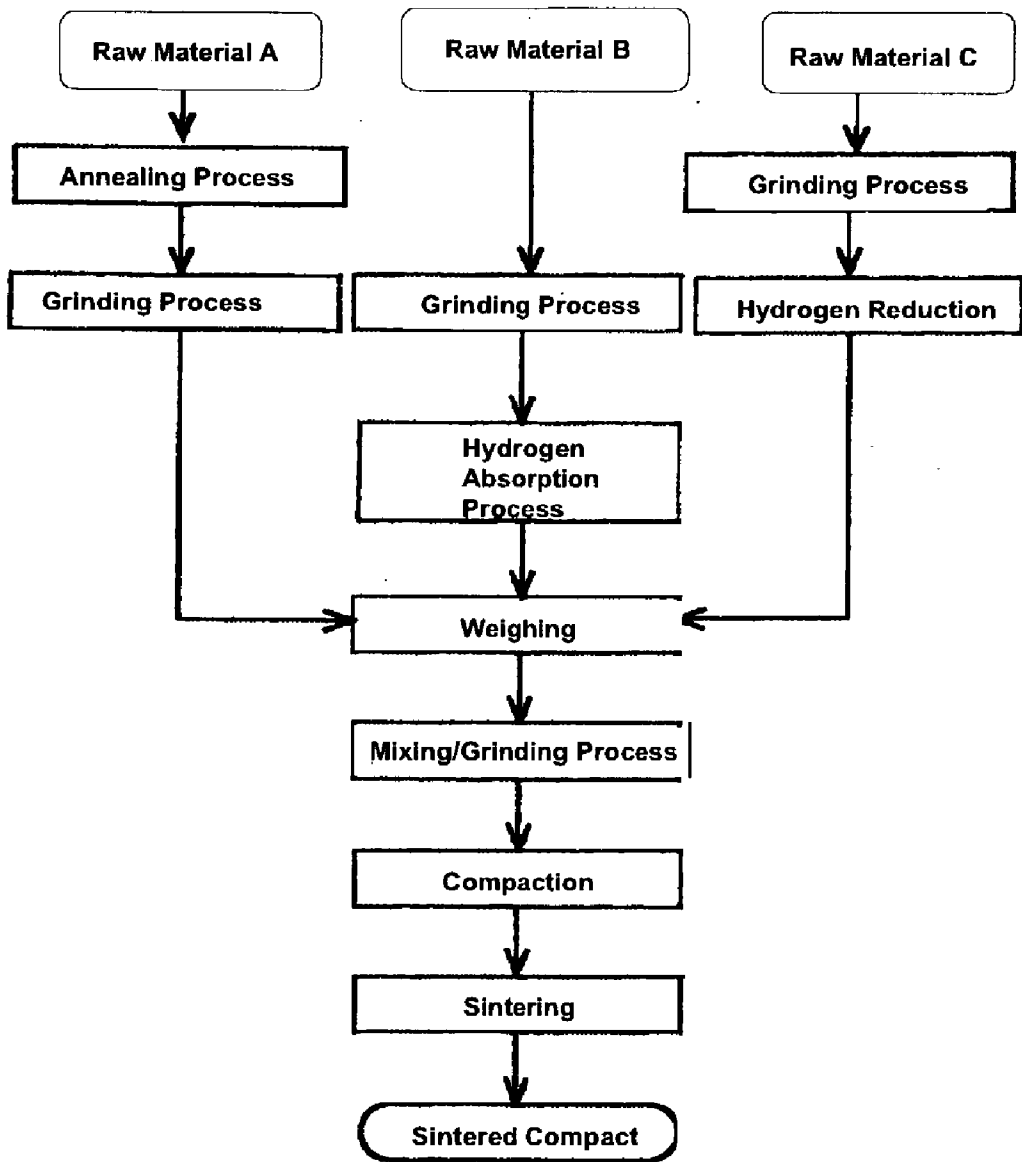 Raw Material A
Raw Material B
Raw Material C
Annealing Process
Grinding Process
Grinding Process
Grinding Process
Hydrogen Reduction
Hydrogen
Absorption
Process
Weighing
Mixing/Grinding Process
Compaction
Sintering
Sintered Compact